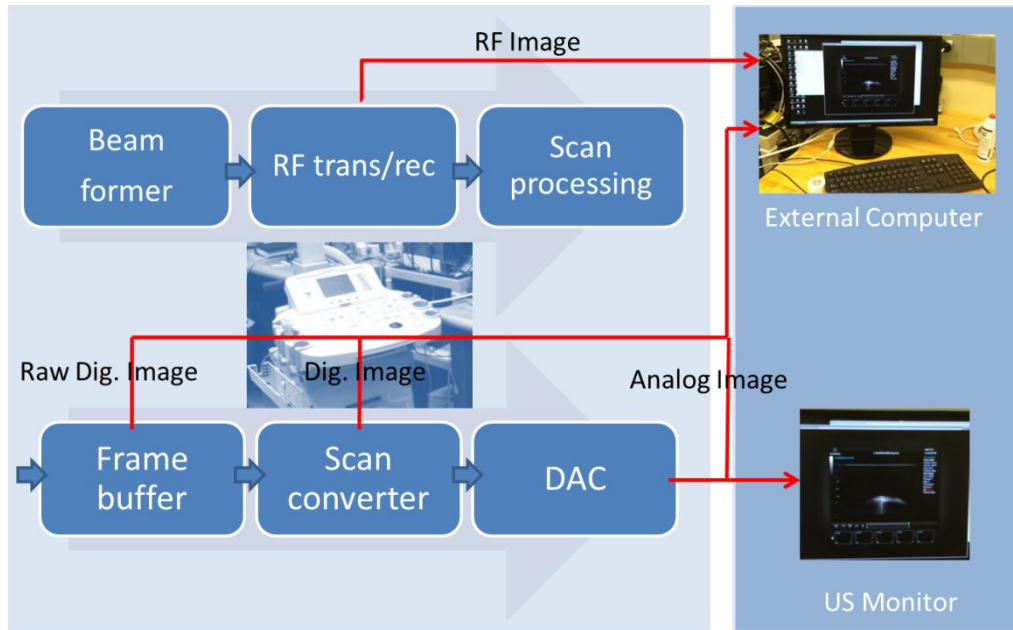 RF Image
Beam
former
RF trans/rec
Scan
processing
External Computer
Raw Dig. Image
Dig. Image
Analog Image
Frame
buffer
Scan
converter
DAC
US Monitor